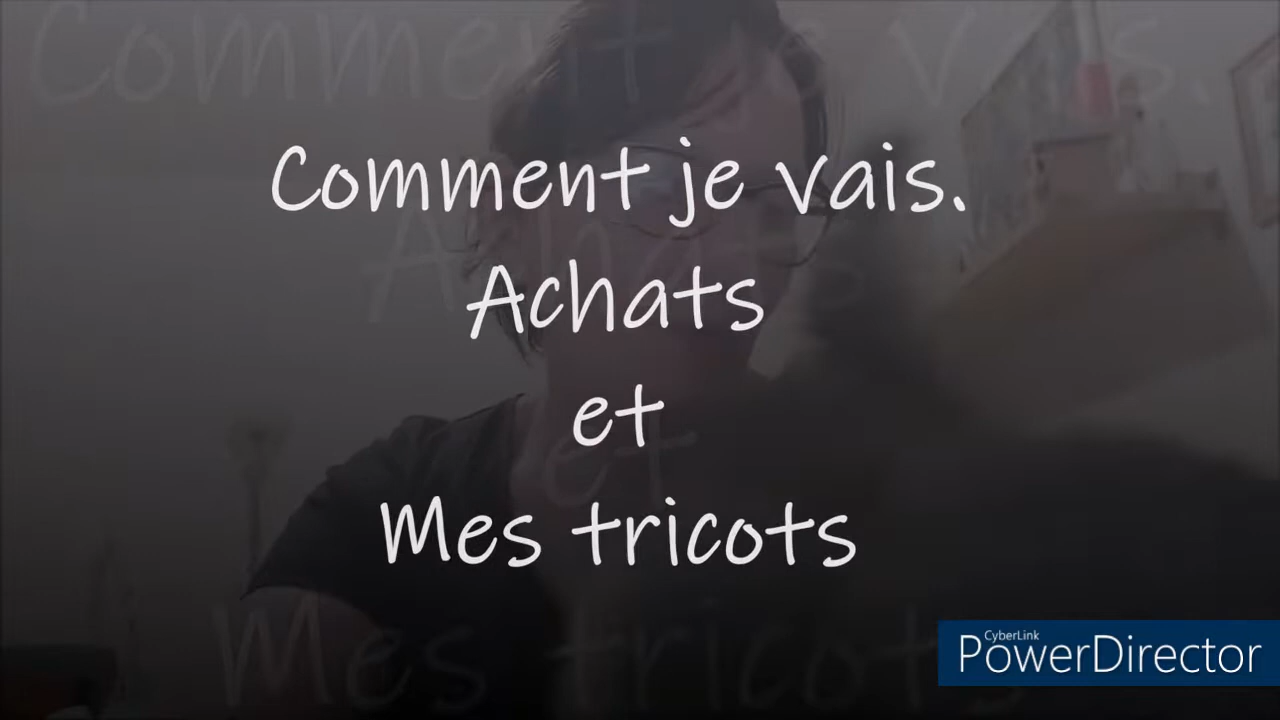 Comment je vais.
Achats
et
Mes tricots
CyberLink
PowerDirector